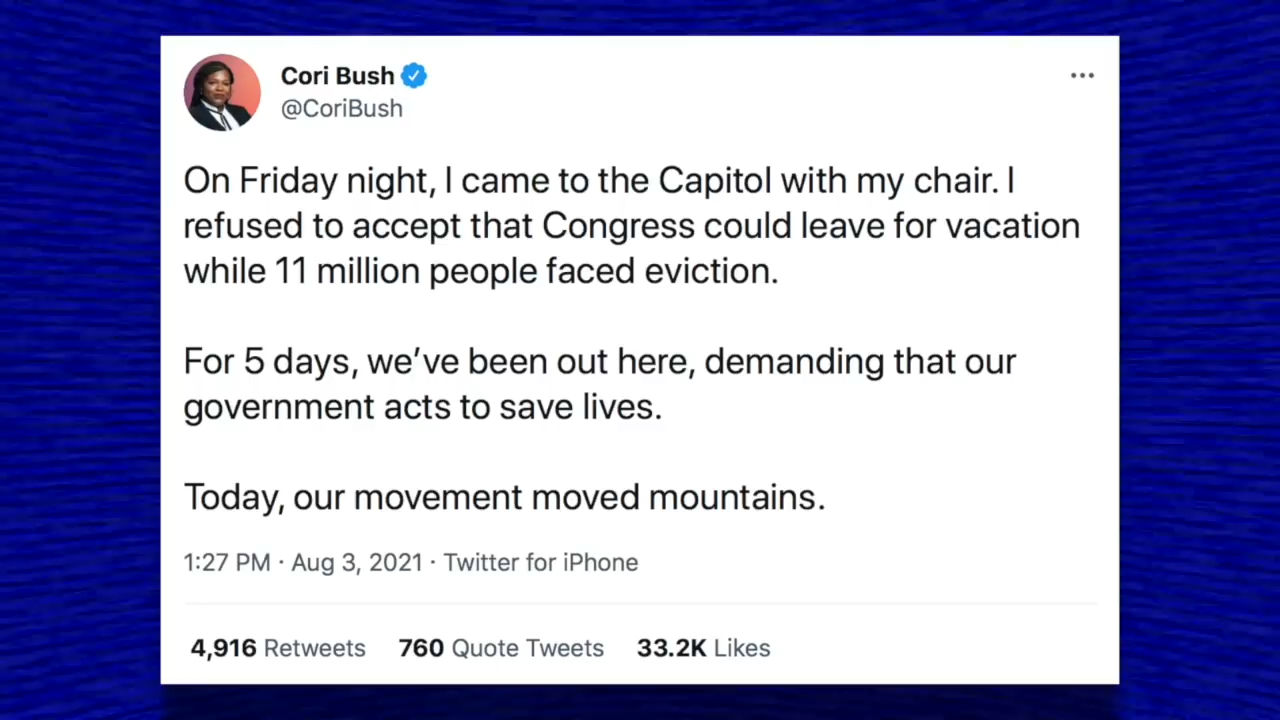 Cori Bush
@CoriBush
On Friday night, I came to the Capitol with my chair. I
refused to accept that Congress could leave for vacation
while 11 million people faced eviction.
For 5 days, we've been out here, demanding that our
government acts to save lives.
Today, our movement moved mountains.
1:27 PM · Aug 3, 2021 · Twitter for iPhone
4,916 Retweets 760 Quote Tweets 33.2K Likes